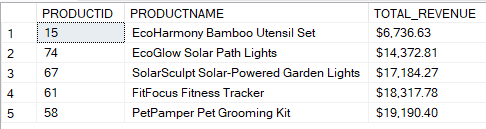 PRODUCTID PRODUCTNAME TOTAL_REVENUE
1 15 EcoHarmony Bamboo Utensil Set $6,736.63
2 74 EcoGlow Solar Path Lights $14,372.81
3 67 SolarSculpt Solar-Powered Garden Lights $17,184.27
4 61 FitFocus Fitness Tracker $18,317.78
5 58 PetPamper Pet Grooming Kit $19,190.40